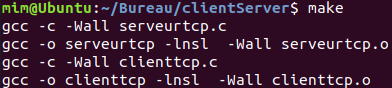 mim@Ubuntu:~/Bureau/clientServer$ make
gcc -c -Wall serveurtcp.c
gcc -o serveurtcp -lnsl  -Wall serveurtcp.o
gcc -c -Wall clienttcp.c
gcc -o clienttcp -lnsl  -Wall clienttcp.o